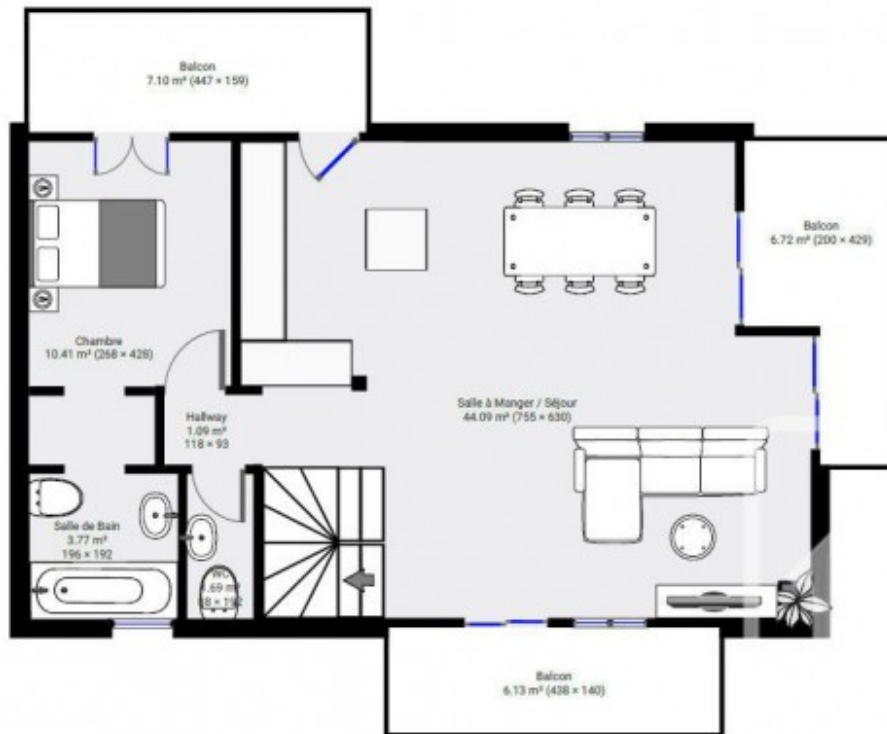 Balcon
7.10 m² (447 × 159)
Balcon
6.72 m² (200 × 429)
Chambre
10.41 m² (268 × 428)
Salle à Manger / Séjour
44.09 m² (755 × 630)
Hallway
1.09 m²
118 × 93
Salle de Bain
3.77 m²
196 × 192
WC
Balcon
6.13 m² (438 × 140)